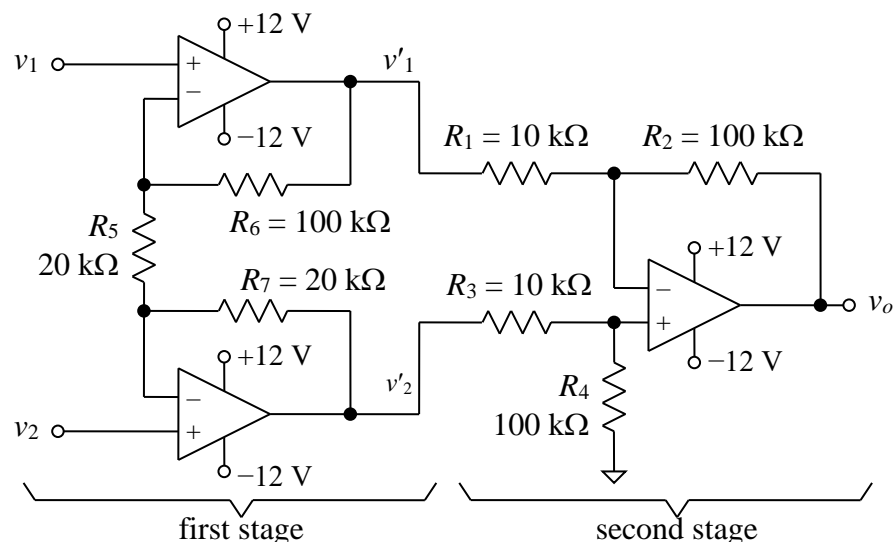 +12 V
v1
+
−
v'1
−12 V
R1 = 10 kΩ
R2 = 100 kΩ
R6 = 100 kΩ
R5
20 kΩ
R7 = 20 kΩ
R3 = 10 kΩ
+12 V
−
+
vo
−12 V
+12 V
v'2
R4
100 kΩ
−
v2
+
−12 V
first stage
second stage